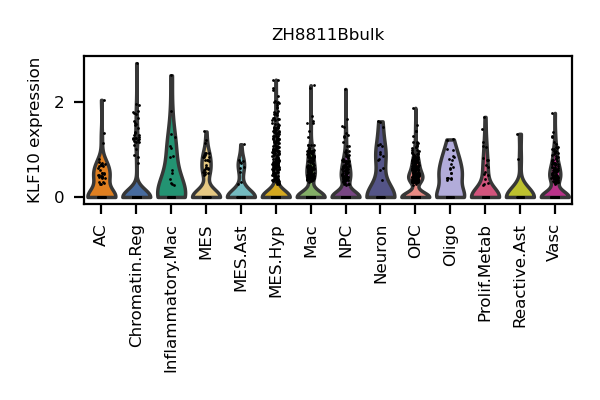 ZH8811Bbulk
KLF10 expression
2
0
AC
Chromatin.Reg
Inflammatory.Mac
MES
MES.Ast
MES.Hyp
Mac
NPC
Neuron
OPC
Oligo
Prolif.Metab
Reactive.Ast
Vasc